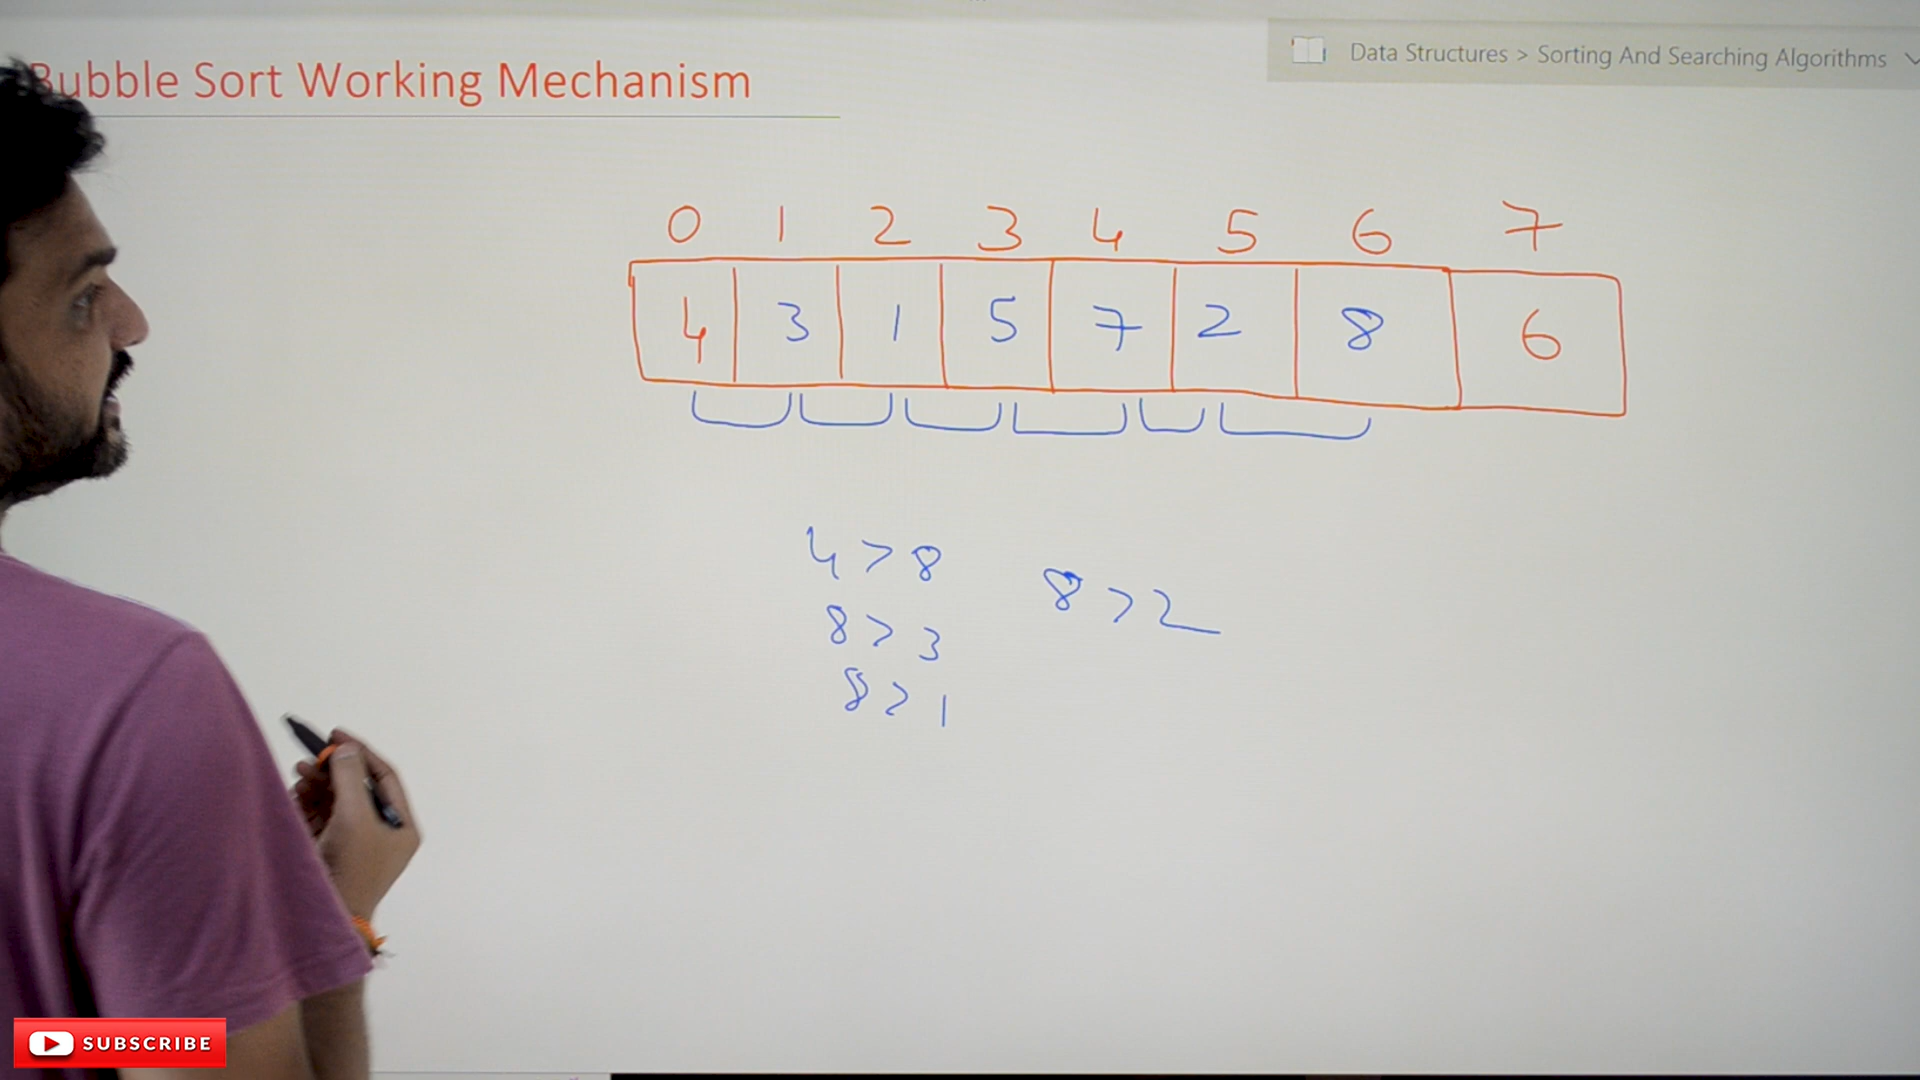 Bubble Sort Working Mechanism
Data Structures > Sorting And Searching Algorithms
0 1 2 3 4 5 6 7
4 3 1 5 7 2 8 6
4 > 8
8 > 2
8 > 3
8 > 1
SUBSCRIBE